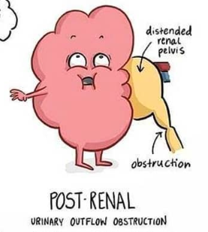 distended
renal
pelvis
obstruction
POST-RENAL
URINARY OUTFLOW OBSTRUCTION